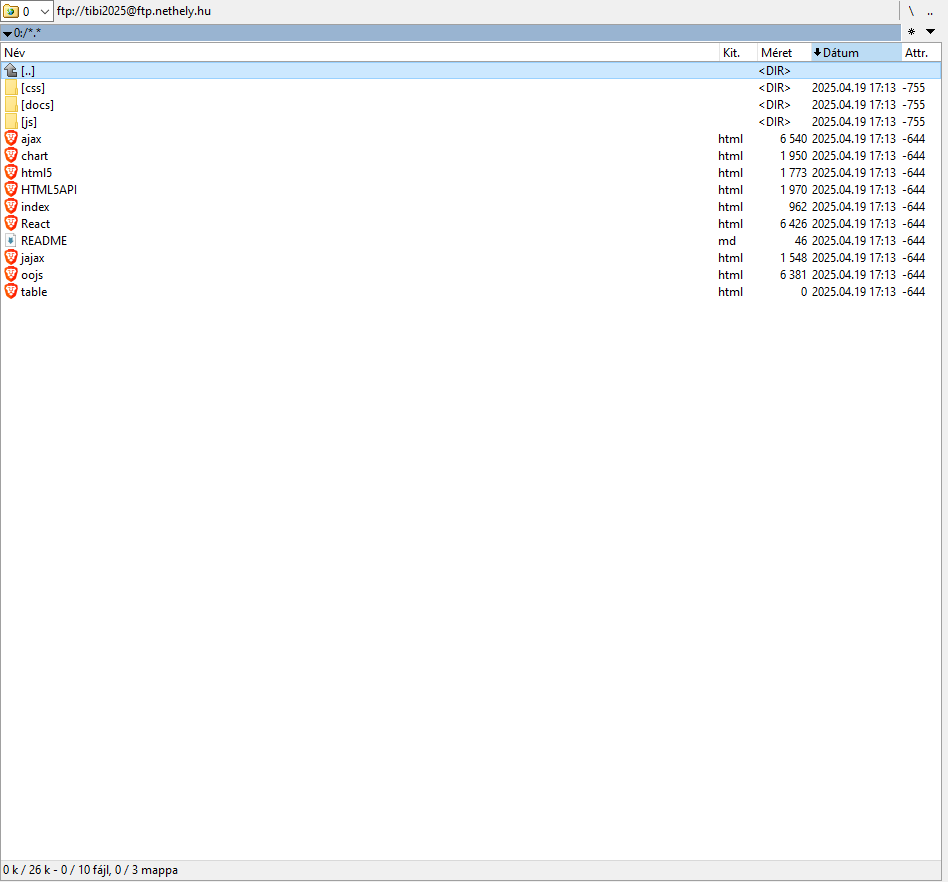 0 ftp://tibi2025@ftp.nethely.hu \ ..
0:/*.* * 
Név Kit. Méret Dátum Attr.
[..] <DIR>
[css] <DIR> 2025.04.19 17:13 -755
[docs] <DIR> 2025.04.19 17:13 -755
[js] <DIR> 2025.04.19 17:13 -755
ajax html 6 540 2025.04.19 17:13 -644
chart html 1 950 2025.04.19 17:13 -644
html5 html 1 773 2025.04.19 17:13 -644
HTML5API html 1 970 2025.04.19 17:13 -644
index html 962 2025.04.19 17:13 -644
React html 6 426 2025.04.19 17:13 -644
README md 46 2025.04.19 17:13 -644
jajax html 1 548 2025.04.19 17:13 -644
oojs html 6 381 2025.04.19 17:13 -644
table html 0 2025.04.19 17:13 -644
0 k / 26 k - 0 / 10 fájl, 0 / 3 mappa